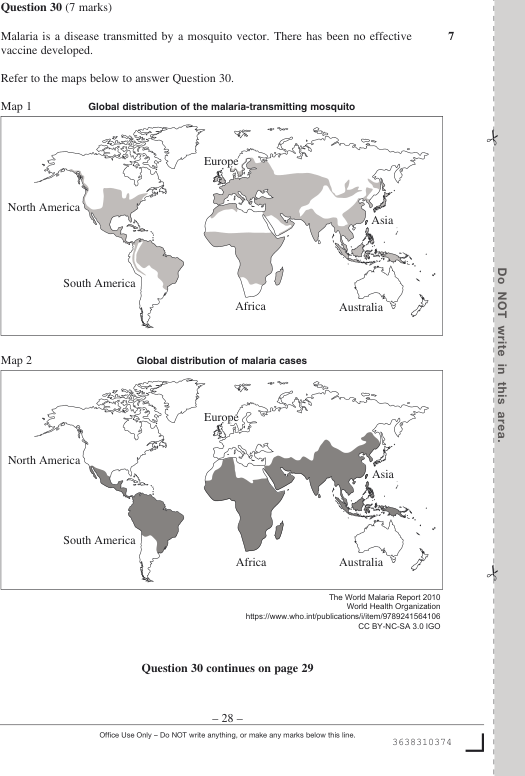 Question 30 (7 marks)
Malaria is a disease transmitted by a mosquito vector. There has been no effective
vaccine developed.
7
Refer to the maps below to answer Question 30.
Map 1
Global distribution of the malaria-transmitting mosquito
Europe
North America
Asia
South America
Africa
Australia
Map 2
Global distribution of malaria cases
Europe
North America
Asia
South America
Africa
Australia
The World Malaria Report 2010
World Health Organization
https://www.who.int/publications/i/item/9789241564106
CC BY-NC-SA 3.0 IGO
Question 30 continues on page 29
– 28 –
Office Use Only – Do NOT write anything, or make any marks below this line.
3638310374
Do NOT write in this area.